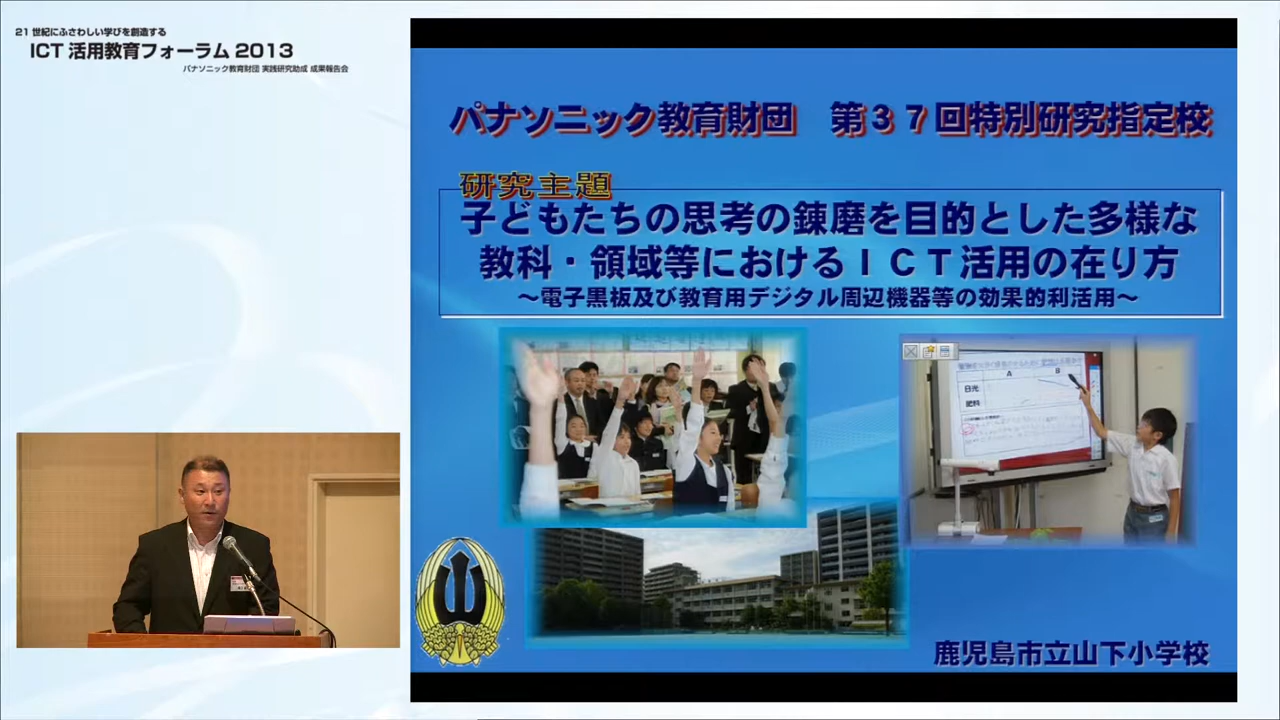 21世紀にふさわしい学びを創造する
ICT 活用教育フォーラム 2013
パナソニック教育財団 実践研究助成 成果報告会
パナソニック教育財団　第３７回特別研究指定校
研究主題
子どもたちの思考の錬磨を目的とした多様な
教科・領域等におけるＩＣＴ活用の在り方
～電子黒板及び教育用デジタル周辺機器等の効果的利活用～
A B
日光
肥料
山
鹿児島市立山下小学校